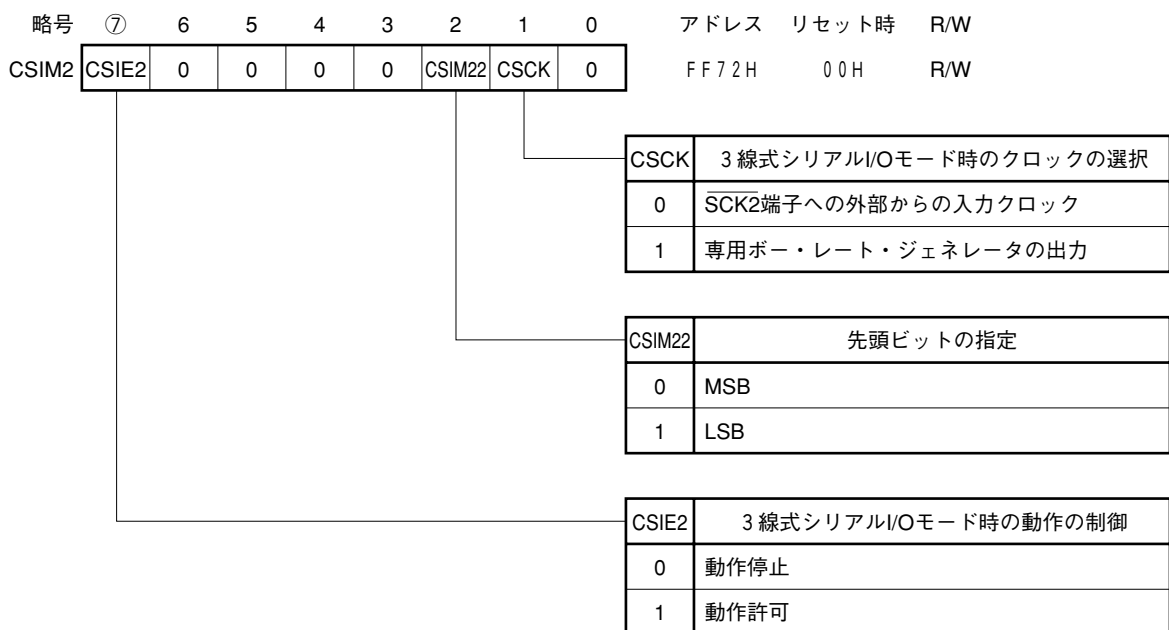 略号 ⑦ 6 5 4 3 2 1 0 アドレス リセット時 R/W
CSIM2 CSIE2 0 0 0 0 CSIM22 CSCK 0 FF72H 00H R/W
CSCK 3線式シリアルI/Oモード時のクロックの選択
0 SCK2端子への外部からの入力クロック
1 専用ボー・レート・ジェネレータの出力
CSIM22 先頭ビットの指定
0 MSB
1 LSB
CSIE2 3線式シリアルI/Oモード時の動作の制御
0 動作停止
1 動作許可